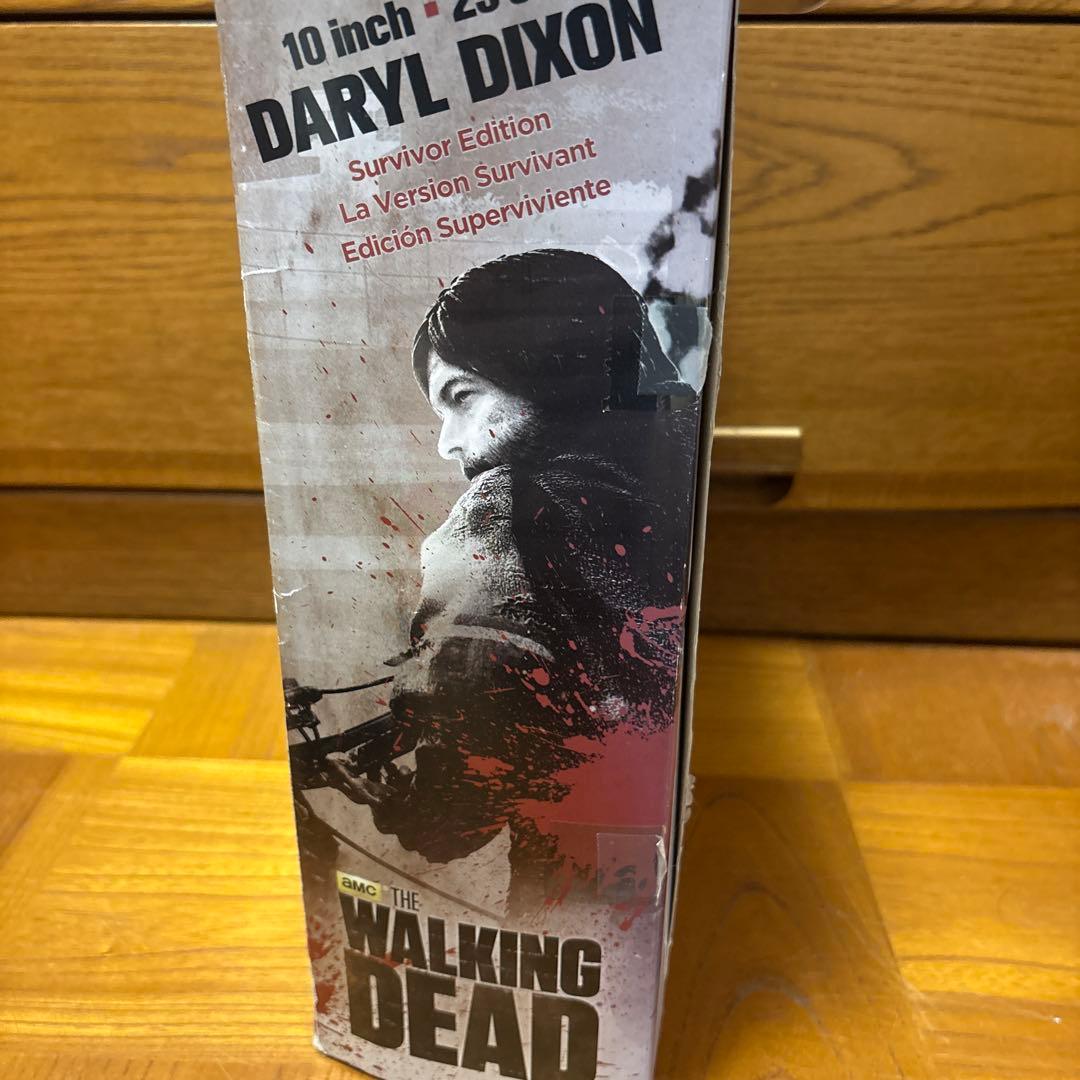 10 inch ▪
DARYL DIXON
Survivor Edition
La Version Survivant
Edición Superviviente
aMC THE
WALKING
DEAD